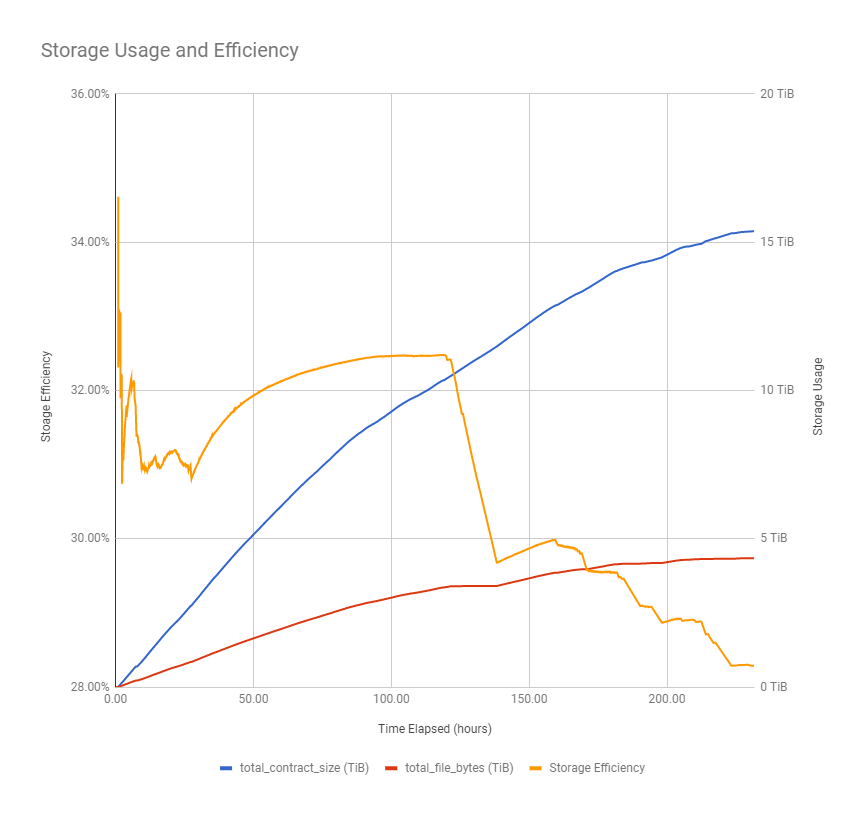 Storage Usage and Efficiency
36.00%
34.00%
32.00%
30.00%
28.00%
20 TiB
15 TiB
10 TiB
5 TiB
0 TiB
Stoage Efficiency
Storage Usage
0.00
50.00
100.00
150.00
200.00
Time Elapsed (hours)
total_contract_size (TiB)
total_file_bytes (TiB)
Storage Efficiency